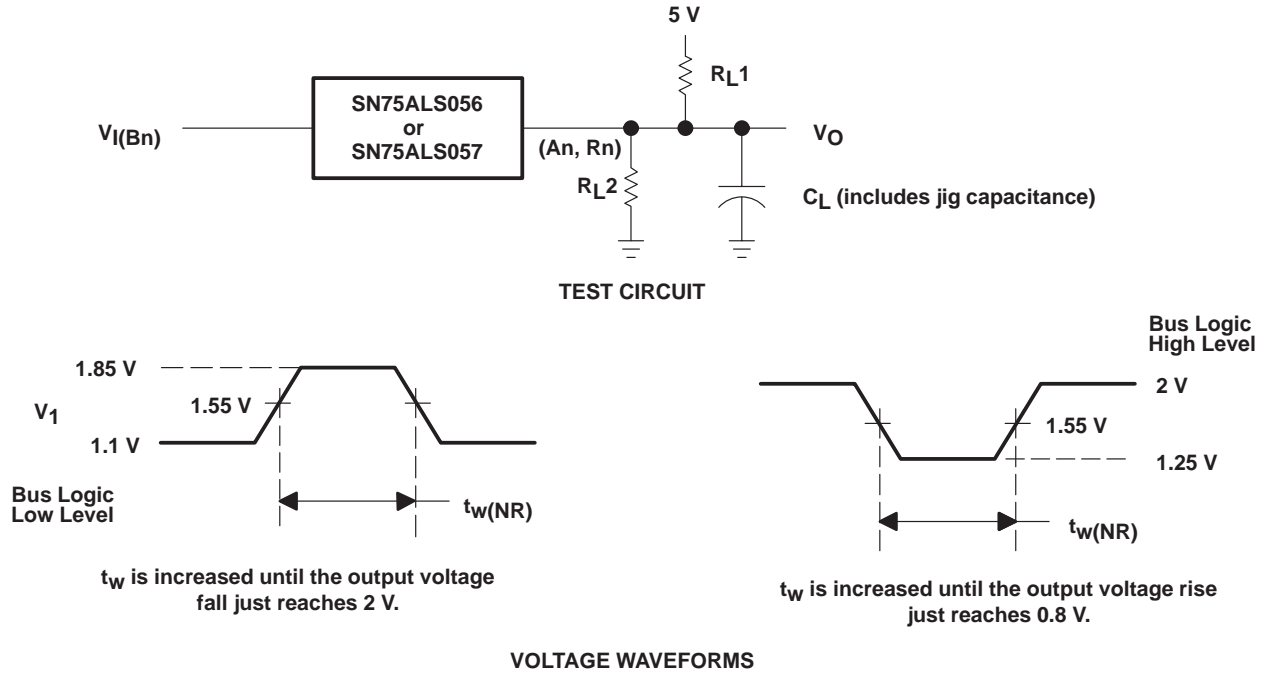 5 V
RL1
SN75ALS056
or
SN75ALS057
VI(Bn)
(An, Rn)
VO
RL2
CL (includes jig capacitance)
TEST CIRCUIT
Bus Logic
High Level
1.85 V
2 V
V1
1.55 V
1.55 V
1.1 V
1.25 V
Bus Logic
Low Level
tw(NR)
tw(NR)
tw is increased until the output voltage
fall just reaches 2 V.
tw is increased until the output voltage rise
just reaches 0.8 V.
VOLTAGE WAVEFORMS